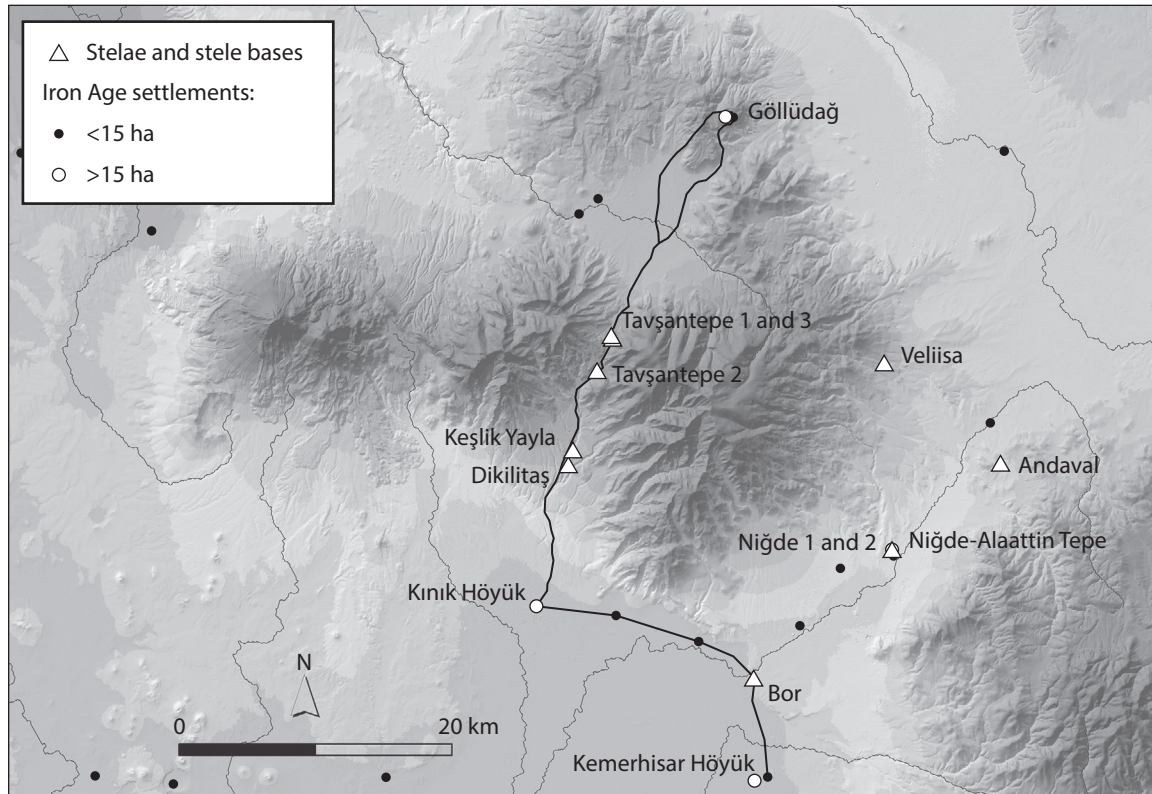 Stelae and stele bases
Iron Age settlements:
<15 ha
>15 ha
Göllüdağ
Tavşantepe 1 and 3
Veliisa
Tavşantepe 2
Keşlik Yayla
Andaval
Dikilitaş
Niğde 1 and 2
Niğde-Alaattin Tepe
Kınık Höyük
N
Bor
0
20 km
Kemerhisar Höyük